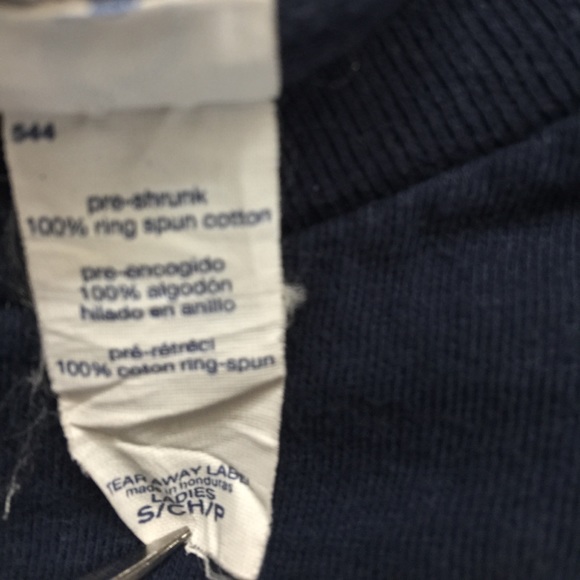 544
pre-shrunk
100% ring spun cotton
pre-encogido
100% algodón
hilado en anillo
pré-rétréci
100% coton ring-spun
TEAR AWAY LABEL
made in honduras
LADIES
S/CH/P